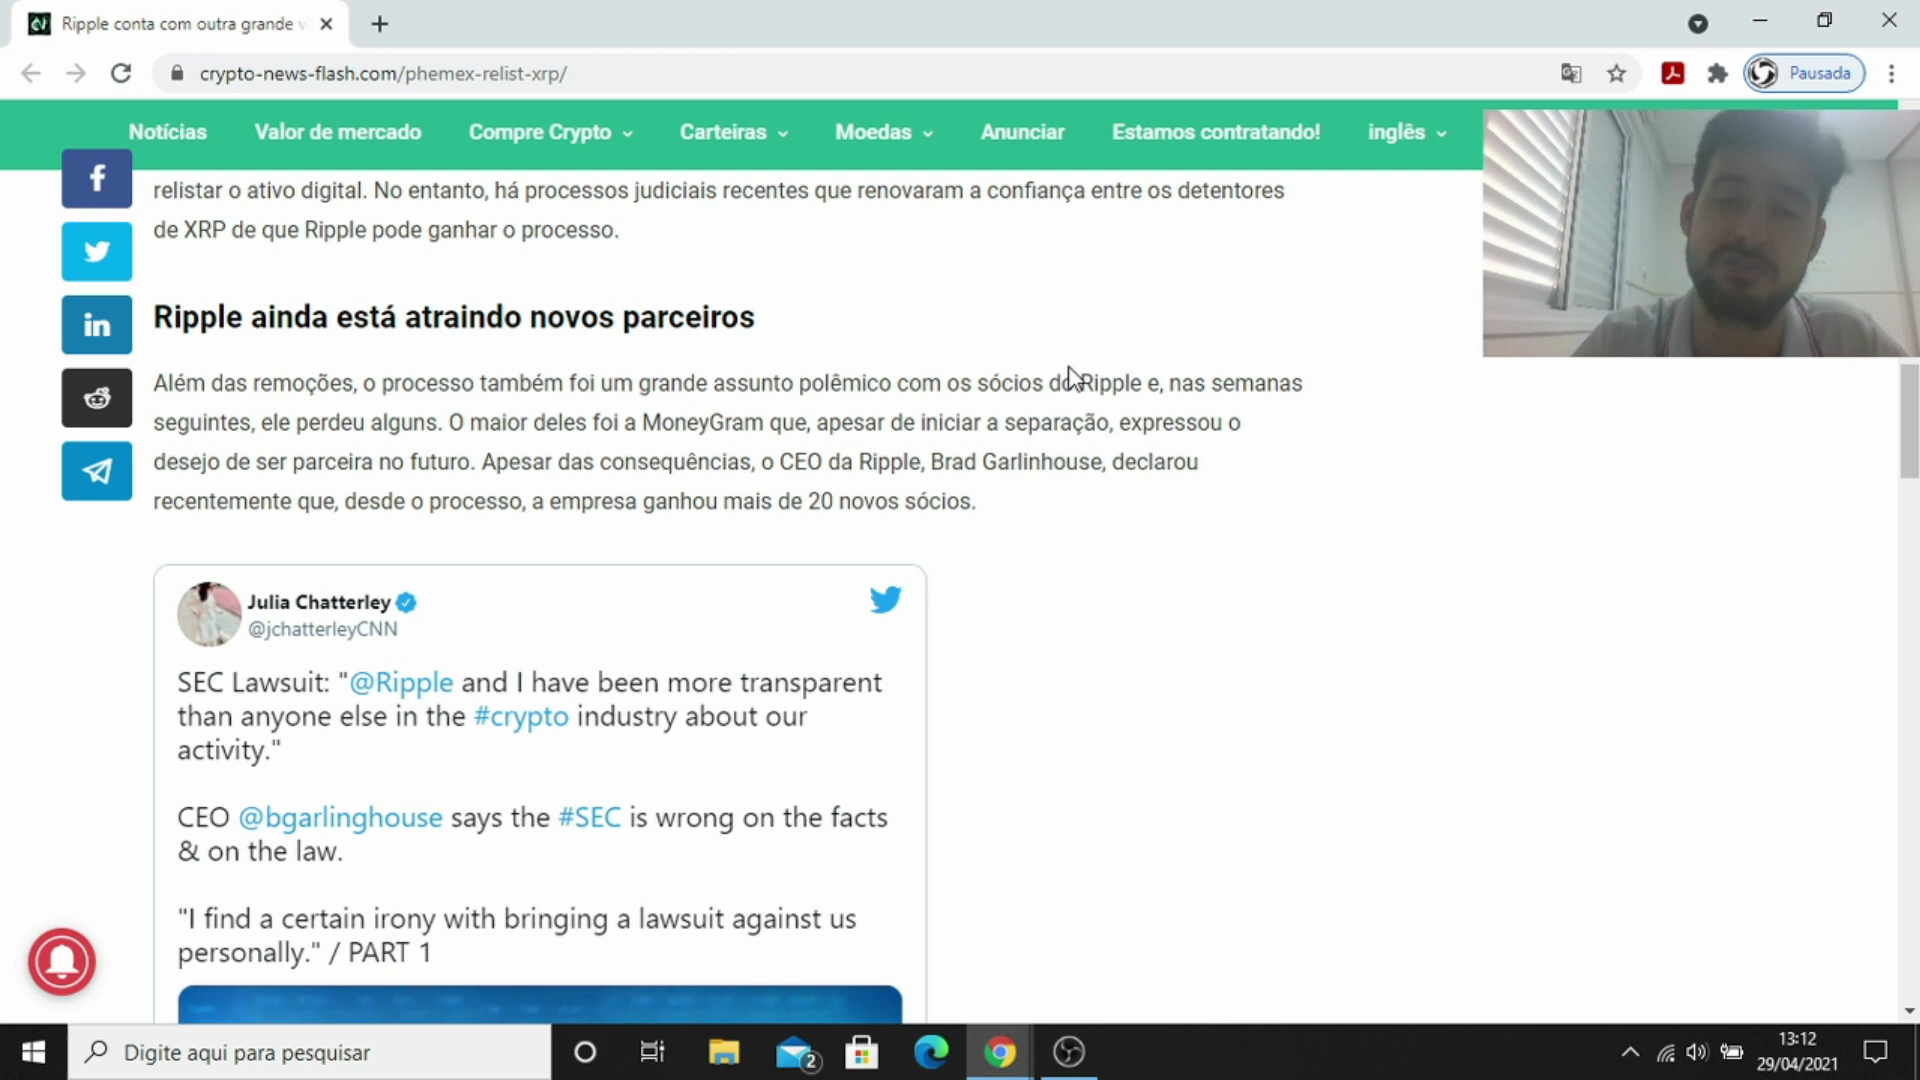 Ripple conta com outra grande v
crypto-news-flash.com/phemex-relist-xrp/
Pausada
Notícias Valor de mercado Compre Crypto Carteiras Moedas Anunciar Estamos contratando! inglês
relistar o ativo digital. No entanto, há processos judiciais recentes que renovaram a confiança entre os detentores
de XRP de que Ripple pode ganhar o processo.
Ripple ainda está atraindo novos parceiros
Além das remoções, o processo também foi um grande assunto polêmico com os sócios do Ripple e, nas semanas
seguintes, ele perdeu alguns. O maior deles foi a MoneyGram que, apesar de iniciar a separação, expressou o
desejo de ser parceira no futuro. Apesar das consequências, o CEO da Ripple, Brad Garlinhouse, declarou
recentemente que, desde o processo, a empresa ganhou mais de 20 novos sócios.
Julia Chatterley
@jchatterleyCNN
SEC Lawsuit: "@Ripple and I have been more transparent
than anyone else in the #crypto industry about our
activity."
CEO @bgarlinghouse says the #SEC is wrong on the facts
& on the law.
"I find a certain irony with bringing a lawsuit against us
personally." / PART 1
Digite aqui para pesquisar
2
13:12
29/04/2021